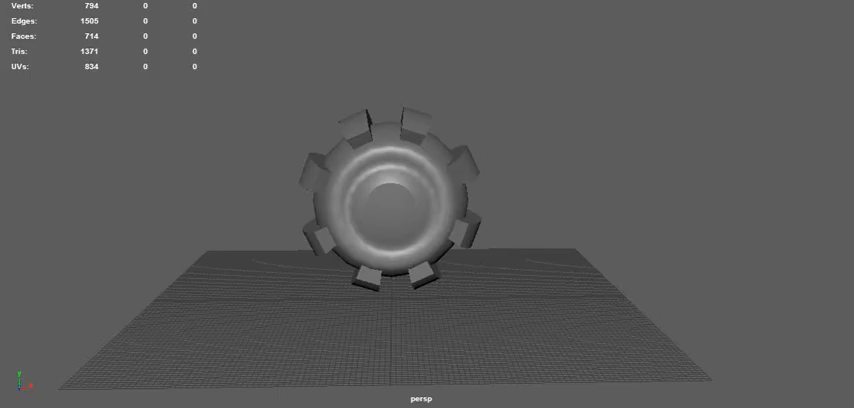 Verts: 794 0 0
Edges: 1505 0 0
Faces: 714 0 0
Tris: 1371 0 0
UVs: 834 0 0
y
x
persp